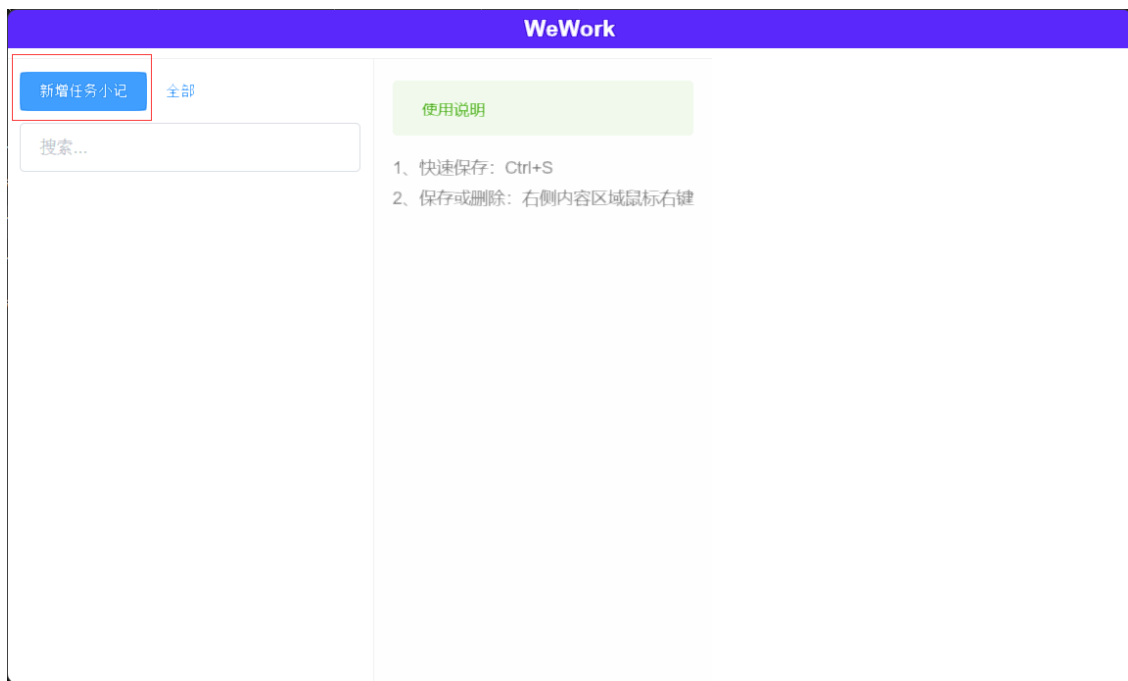 WeWork
新增任务小记 全部
搜索...
使用说明
1、快速保存：Ctrl+S
2、保存或删除：右侧内容区域鼠标右键